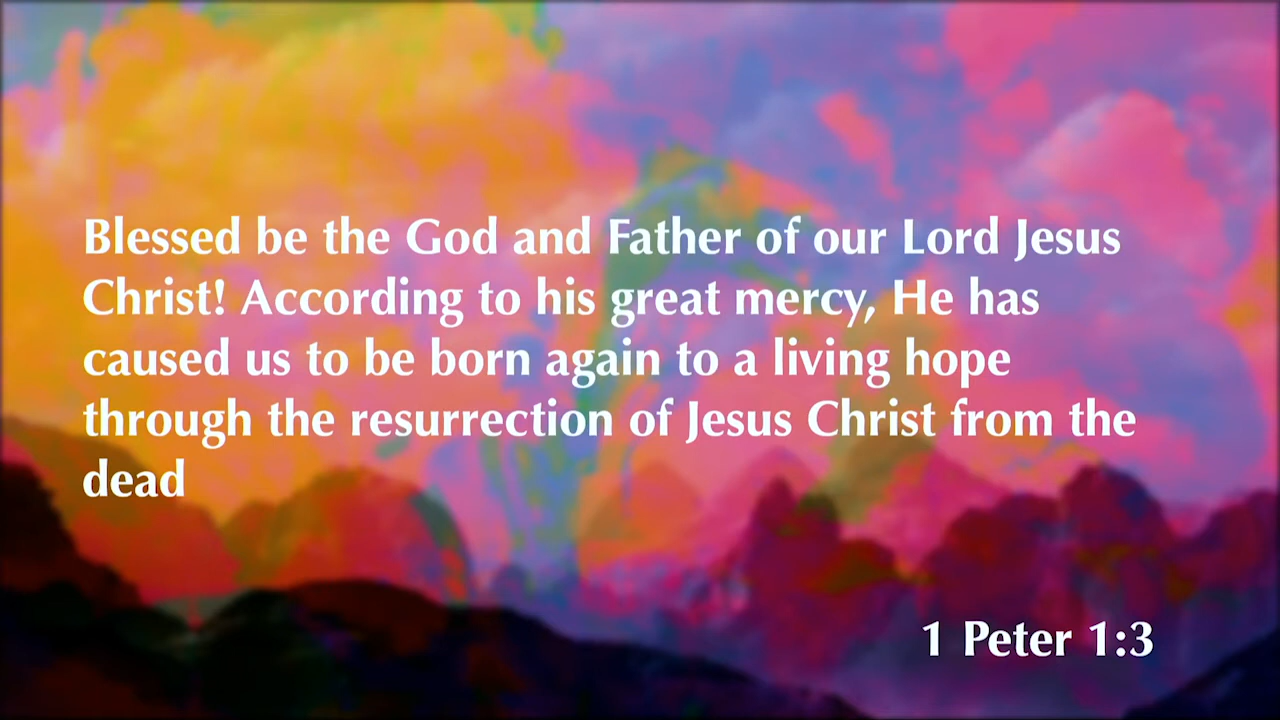 Blessed be the God and Father of our Lord Jesus
Christ! According to his great mercy, He has
caused us to be born again to a living hope
through the resurrection of Jesus Christ from the
dead
1 Peter 1:3